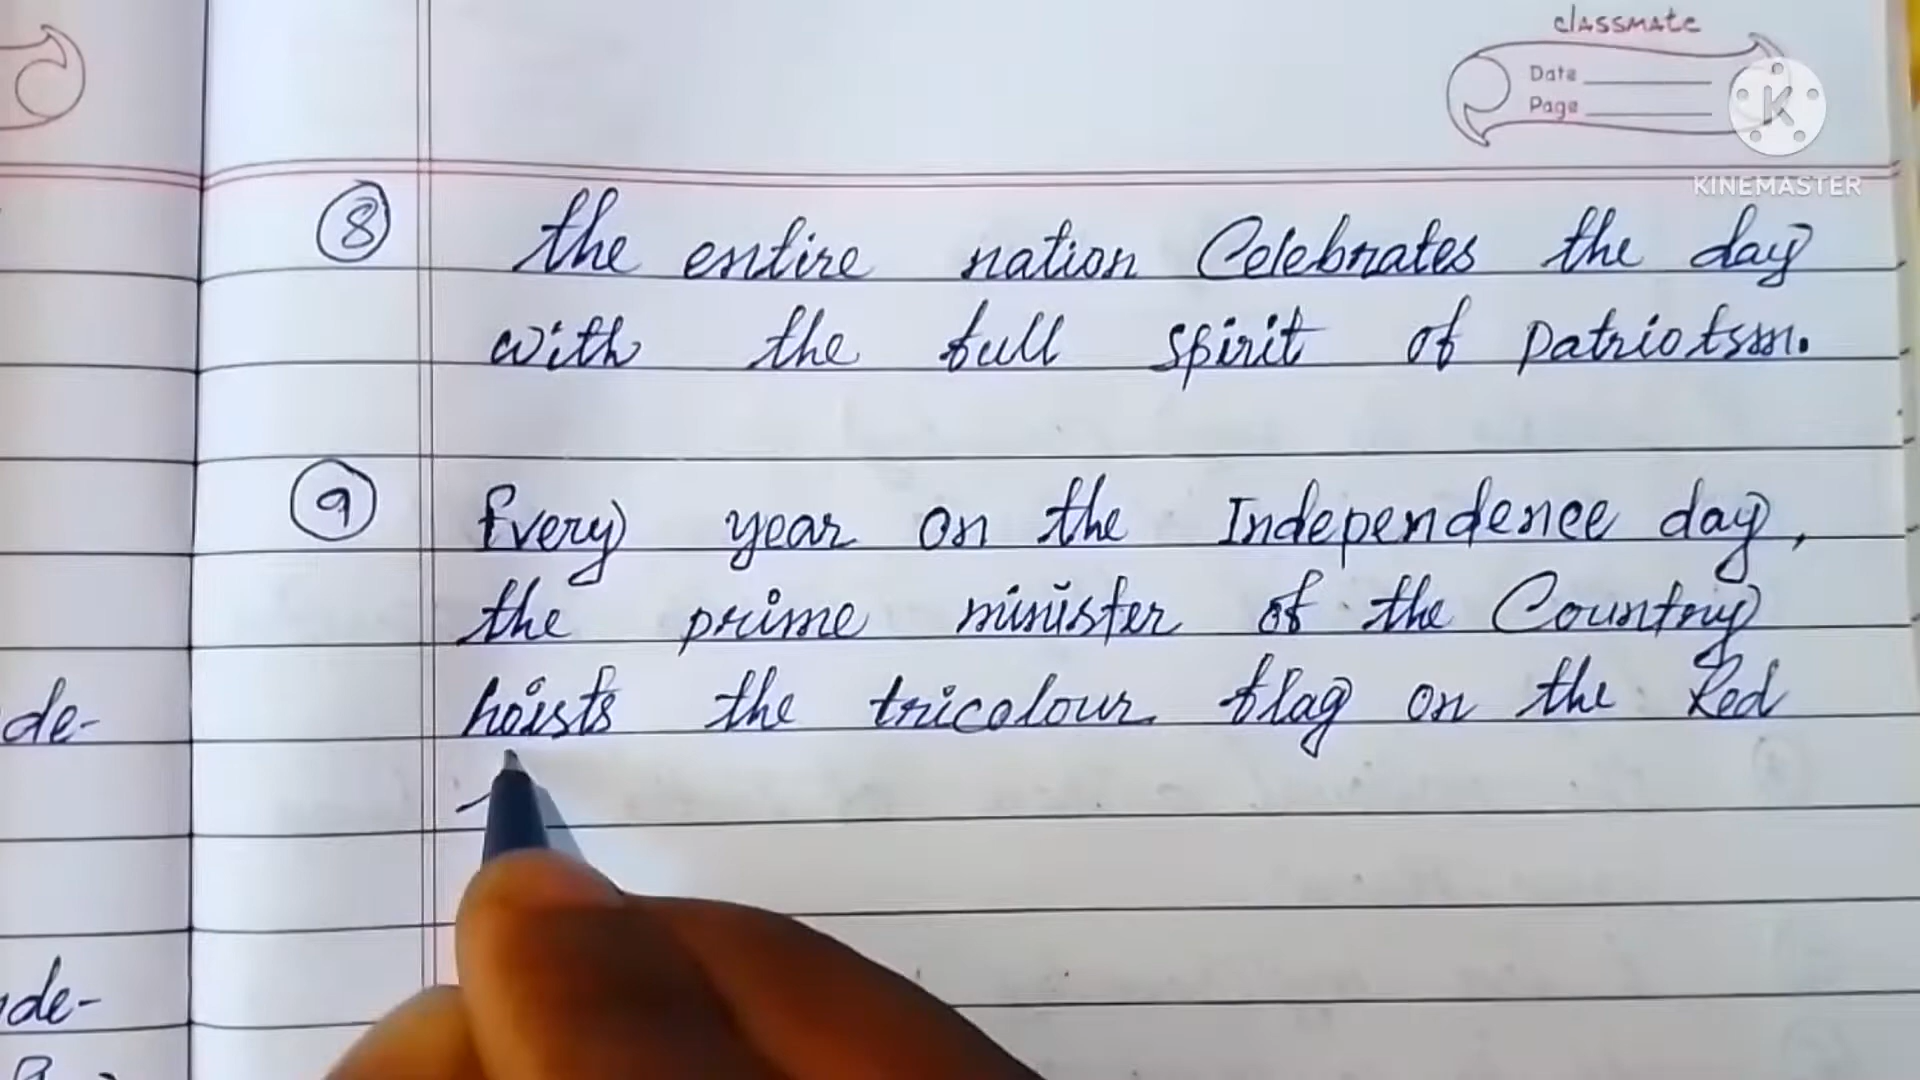 classmate
Date
Page
KINEMASTER
8 the entire nation Celebrates the day
with the full spirit of patriotsm.
9 Every year on the Independence day,
the prime minister of the Country
hoists the tricolour flag on the Red
de-
de-